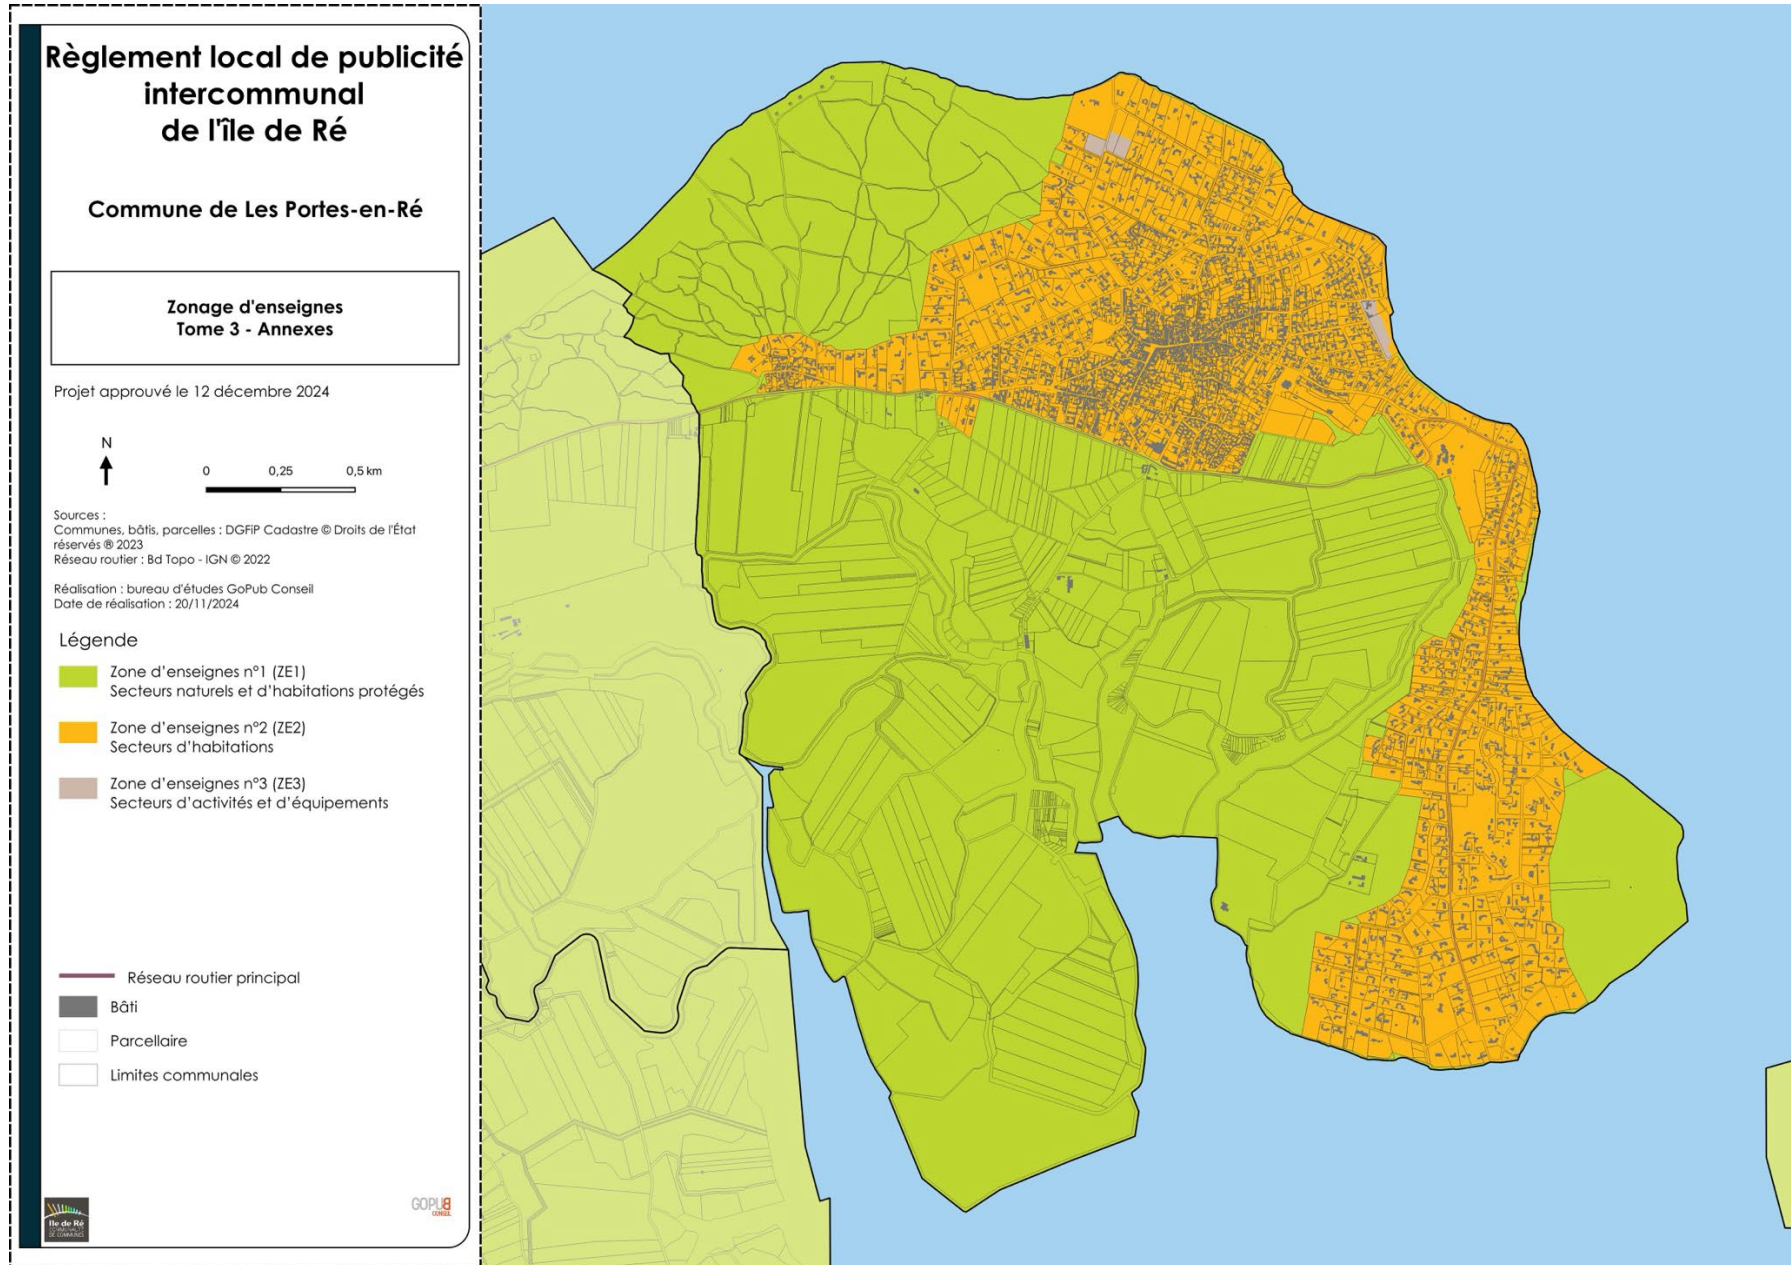 Règlement local de publicité
intercommunal
de l'île de Ré
Commune de Les Portes-en-Ré
Zonage d'enseignes
Tome 3 - Annexes
Projet approuvé le 12 décembre 2024
N
0 0,25 0,5 km
Sources :
Communes, bâtis, parcelles : DGFiP Cadastre © Droits de l'État
réservés ® 2023
Réseau routier : Bd Topo - IGN © 2022
Réalisation : bureau d'études GoPub Conseil
Date de réalisation : 20/11/2024
Légende
Zone d'enseignes n°1 (ZE1)
Secteurs naturels et d'habitations protégés
Zone d'enseignes n°2 (ZE2)
Secteurs d'habitations
Zone d'enseignes n°3 (ZE3)
Secteurs d'activités et d'équipements
Réseau routier principal
Bâti
Parcellaire
Limites communales
Ile de Ré
COMMUNAUTÉ
DE COMMUNES
GOPUB
CONSEIL